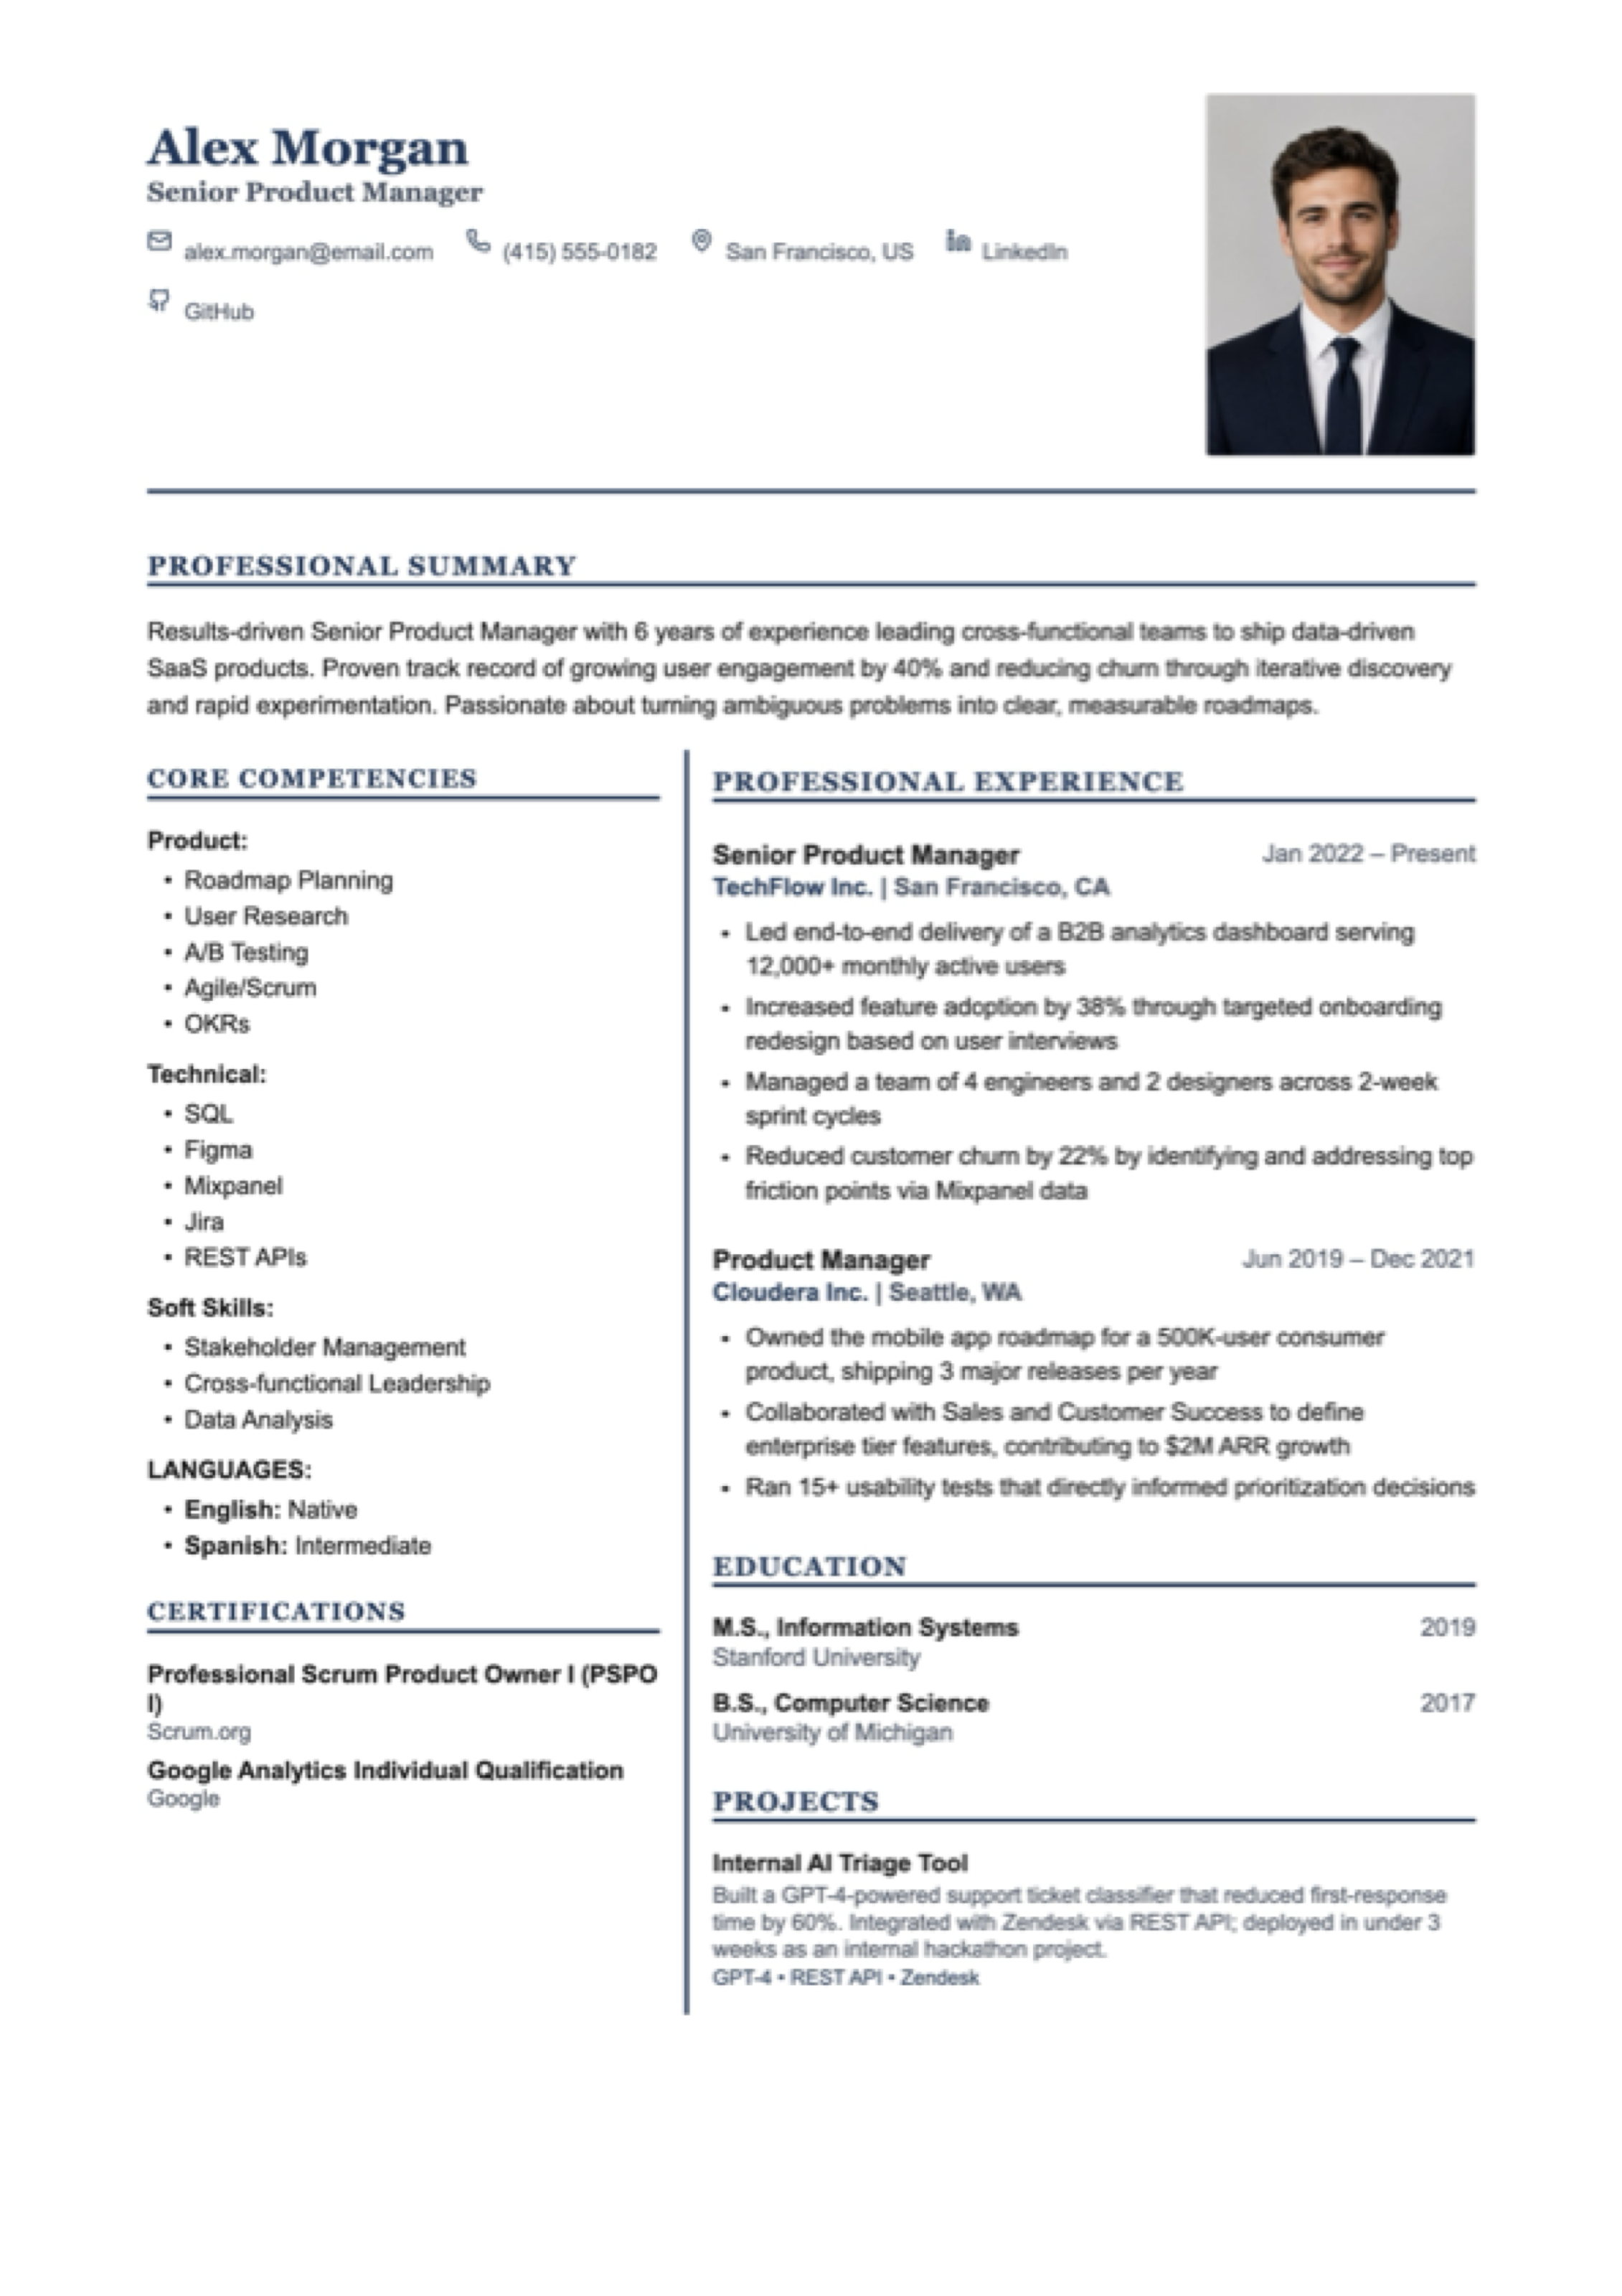 Alex Morgan
Senior Product Manager
alex.morgan@email.com (415) 555-0182 San Francisco, US LinkedIn
GitHub
PROFESSIONAL SUMMARY
Results-driven Senior Product Manager with 6 years of experience leading cross-functional teams to ship data-driven
SaaS products. Proven track record of growing user engagement by 40% and reducing churn through iterative discovery
and rapid experimentation. Passionate about turning ambiguous problems into clear, measurable roadmaps.
CORE COMPETENCIES
Product:
• Roadmap Planning
• User Research
• A/B Testing
• Agile/Scrum
• OKRs
Technical:
• SQL
• Figma
• Mixpanel
• Jira
• REST APIs
Soft Skills:
• Stakeholder Management
• Cross-functional Leadership
• Data Analysis
LANGUAGES:
• English: Native
• Spanish: Intermediate
CERTIFICATIONS
Professional Scrum Product Owner I (PSPO
I)
Scrum.org
Google Analytics Individual Qualification
Google
PROFESSIONAL EXPERIENCE
Senior Product Manager Jan 2022 – Present
TechFlow Inc. | San Francisco, CA
• Led end-to-end delivery of a B2B analytics dashboard serving
12,000+ monthly active users
• Increased feature adoption by 38% through targeted onboarding
redesign based on user interviews
• Managed a team of 4 engineers and 2 designers across 2-week
sprint cycles
• Reduced customer churn by 22% by identifying and addressing top
friction points via Mixpanel data
Product Manager Jun 2019 – Dec 2021
Cloudera Inc. | Seattle, WA
• Owned the mobile app roadmap for a 500K-user consumer
product, shipping 3 major releases per year
• Collaborated with Sales and Customer Success to define
enterprise tier features, contributing to $2M ARR growth
• Ran 15+ usability tests that directly informed prioritization decisions
EDUCATION
M.S., Information Systems 2019
Stanford University
B.S., Computer Science 2017
University of Michigan
PROJECTS
Internal AI Triage Tool
Built a GPT-4-powered support ticket classifier that reduced first-response
time by 60%. Integrated with Zendesk via REST API; deployed in under 3
weeks as an internal hackathon project.
GPT-4 • REST API • Zendesk